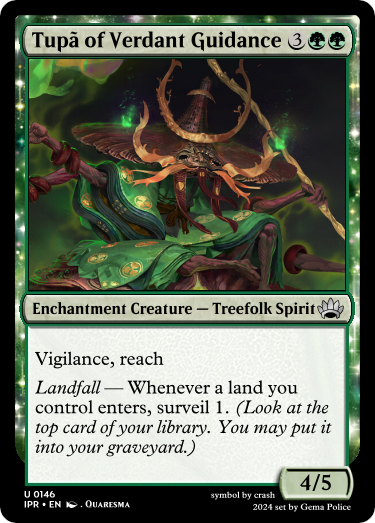 Tupã of Verdant Guidance 3
Enchantment Creature — Treefolk Spirit
Vigilance, reach
Landfall — Whenever a land you
control enters, surveil 1. (Look at the
top card of your library. You may put it
into your graveyard.)
4/5
U 0146
IPR • EN Quaresma
symbol by crash
2024 set by Gema Police